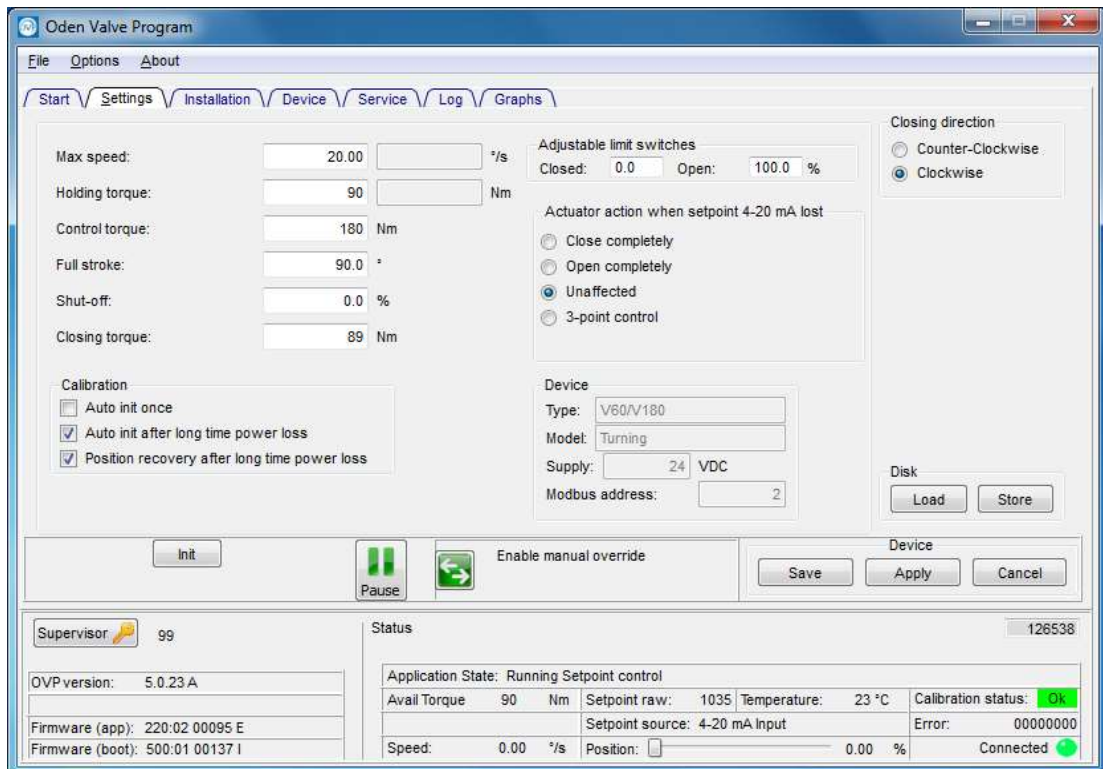 Oden Valve Program
File Options About
Start Settings Installation Device Service Log Graphs
Max speed: 20.00 °/s
Holding torque: 90 Nm
Control torque: 180 Nm
Full stroke: 90.0 °
Shut-off: 0.0 %
Closing torque: 89 Nm
Calibration
Auto init once
Auto init after long time power loss
Position recovery after long time power loss
Adjustable limit switches
Closed: 0.0 Open: 100.0 %
Actuator action when setpoint 4-20 mA lost
Close completely
Open completely
Unaffected
3-point control
Device
Type: V60/V180
Model: Turning
Supply: 24 VDC
Modbus address: 2
Closing direction
Counter-Clockwise
Clockwise
Disk
Load Store
Init
Pause
Enable manual override
Device
Save Apply Cancel
Supervisor 99
OVP version: 5.0.23 A
Firmware (app): 220:02 00095 E
Firmware (boot): 500:01 00137 I
Status 126538
Application State: Running Setpoint control
Avail Torque 90 Nm Setpoint raw: 1035 Temperature: 23 °C Calibration status: Ok
Setpoint source: 4-20 mA Input Error: 00000000
Speed: 0.00 °/s Position: 0.00 % Connected